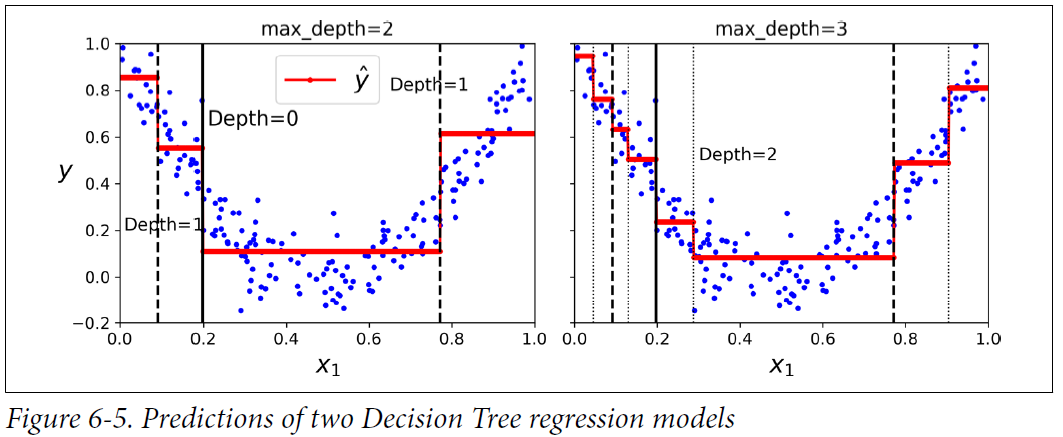 max_depth=2
max_depth=3
1.0
0.8
0.6
0.4
0.2
0.0
−0.2
y
ŷ
Depth=1
Depth=0
Depth=1
Depth=2
0.0 0.2 0.4 0.6 0.8 1.0
0.0 0.2 0.4 0.6 0.8 1.0
x₁
x₁
Figure 6-5. Predictions of two Decision Tree regression models